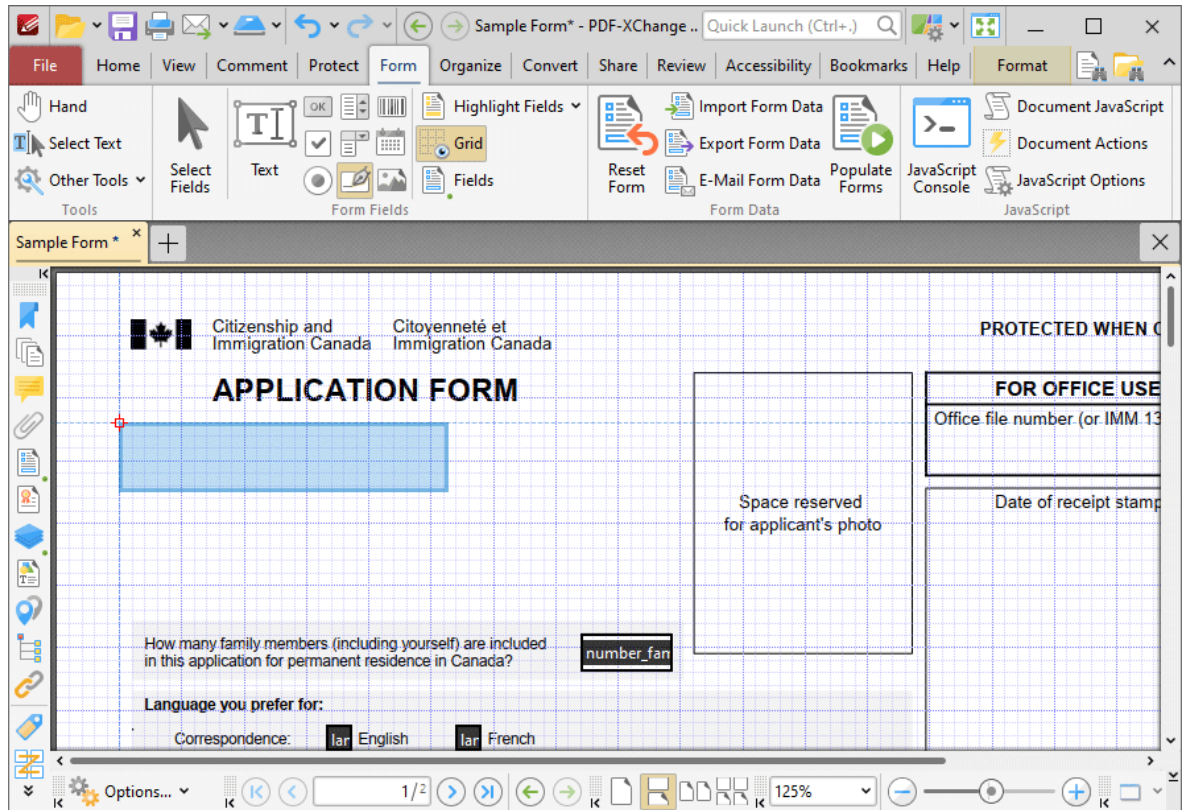 Sample Form* - PDF-XChange ..
Quick Launch (Ctrl+.)
File Home View Comment Protect Form Organize Convert Share Review Accessibility Bookmarks Help Format
Hand
Select Text
Other Tools
Tools
Select Fields
Text
OK
Highlight Fields
Grid
Fields
Form Fields
Reset Form
Import Form Data
Export Form Data
E-Mail Form Data
Populate Forms
Form Data
JavaScript Console
Document JavaScript
Document Actions
JavaScript Options
JavaScript
Sample Form *
Citizenship and
Immigration Canada
Citoyenneté et
Immigration Canada
PROTECTED WHEN
APPLICATION FORM
FOR OFFICE USE
Office file number (or IMM 13
Space reserved
for applicant's photo
Date of receipt stamp
How many family members (including yourself) are included
in this application for permanent residence in Canada?
number_fam
Language you prefer for:
Correspondence: lar English lar French
Options...
1/2
125%